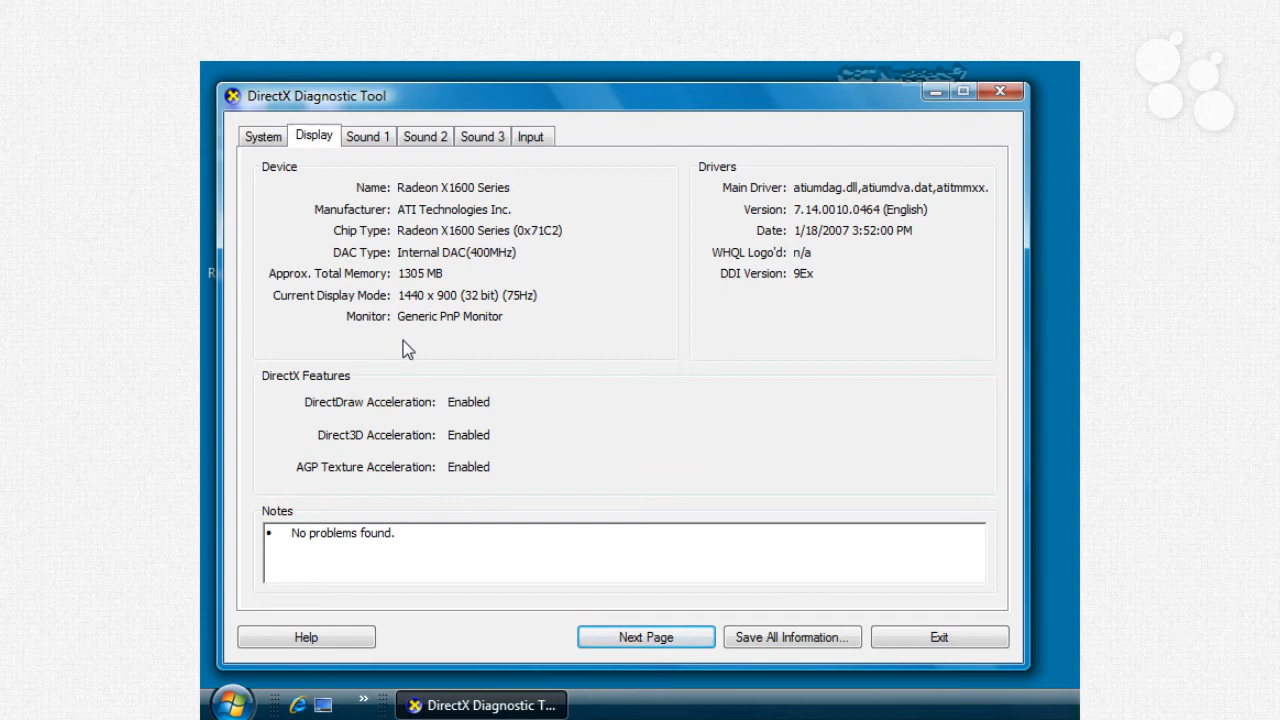 DirectX Diagnostic Tool
System Display Sound 1 Sound 2 Sound 3 Input
Device
Name: Radeon X1600 Series
Manufacturer: ATI Technologies Inc.
Chip Type: Radeon X1600 Series (0x71C2)
DAC Type: Internal DAC(400MHz)
Approx. Total Memory: 1305 MB
Current Display Mode: 1440 x 900 (32 bit) (75Hz)
Monitor: Generic PnP Monitor
Drivers
Main Driver: atiumdag.dll,atiumdva.dat,atitmmxx.
Version: 7.14.0010.0464 (English)
Date: 1/18/2007 3:52:00 PM
WHQL Logo'd: n/a
DDI Version: 9Ex
DirectX Features
DirectDraw Acceleration: Enabled
Direct3D Acceleration: Enabled
AGP Texture Acceleration: Enabled
Notes
• No problems found.
Help Next Page Save All Information... Exit
» DirectX Diagnostic T...